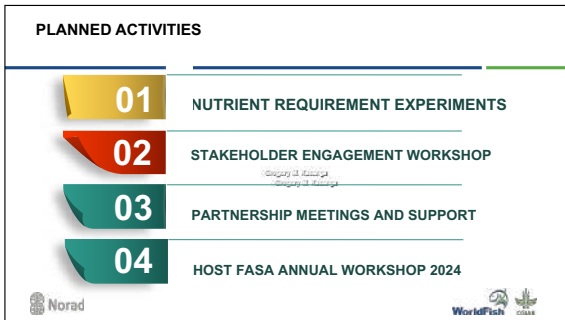 PLANNED ACTIVITIES
01
NUTRIENT REQUIREMENT EXPERIMENTS
02
STAKEHOLDER ENGAGEMENT WORKSHOP
03
PARTNERSHIP MEETINGS AND SUPPORT
04
HOST FASA ANNUAL WORKSHOP 2024
Norad
WorldFish
CGIAR